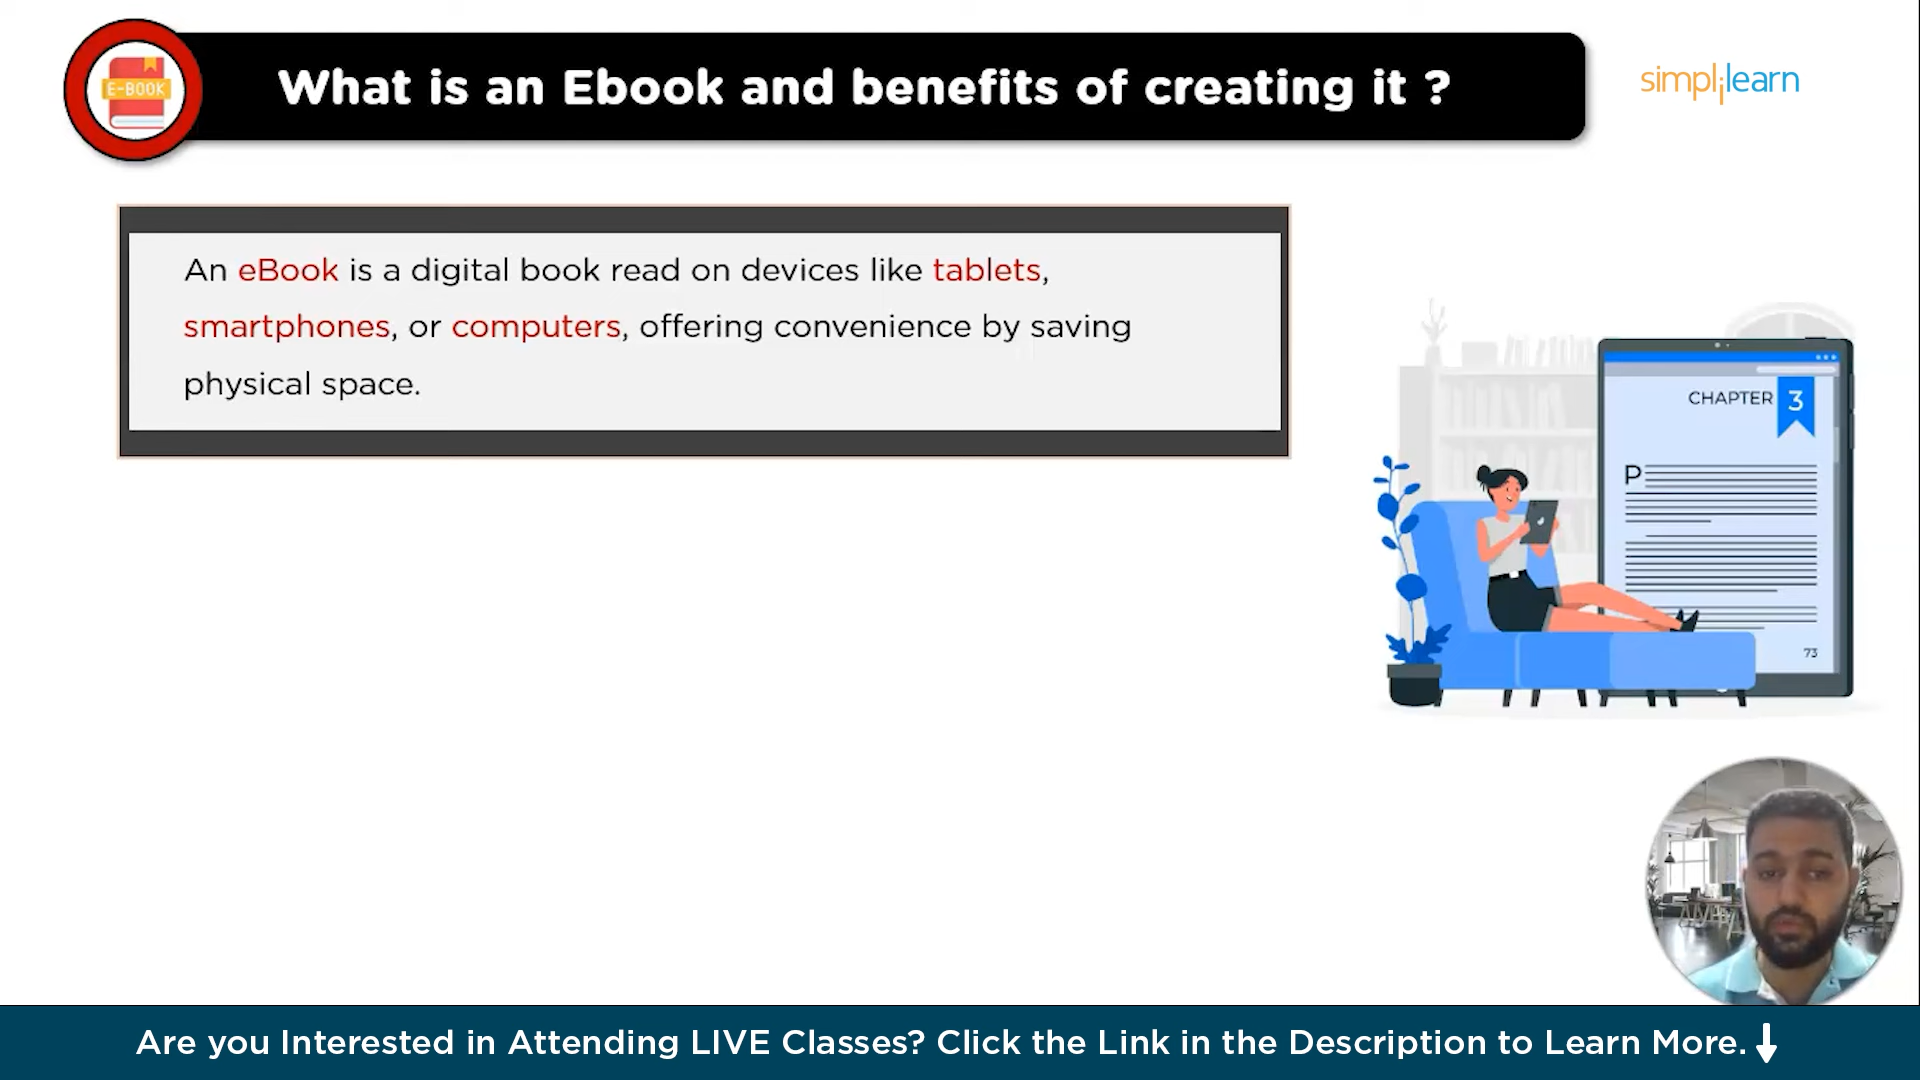 E-BOOK
What is an Ebook and benefits of creating it ?
simplilearn
An eBook is a digital book read on devices like tablets,
smartphones, or computers, offering convenience by saving
physical space.
CHAPTER 3
P
73
Are you Interested in Attending LIVE Classes? Click the Link in the Description to Learn More.